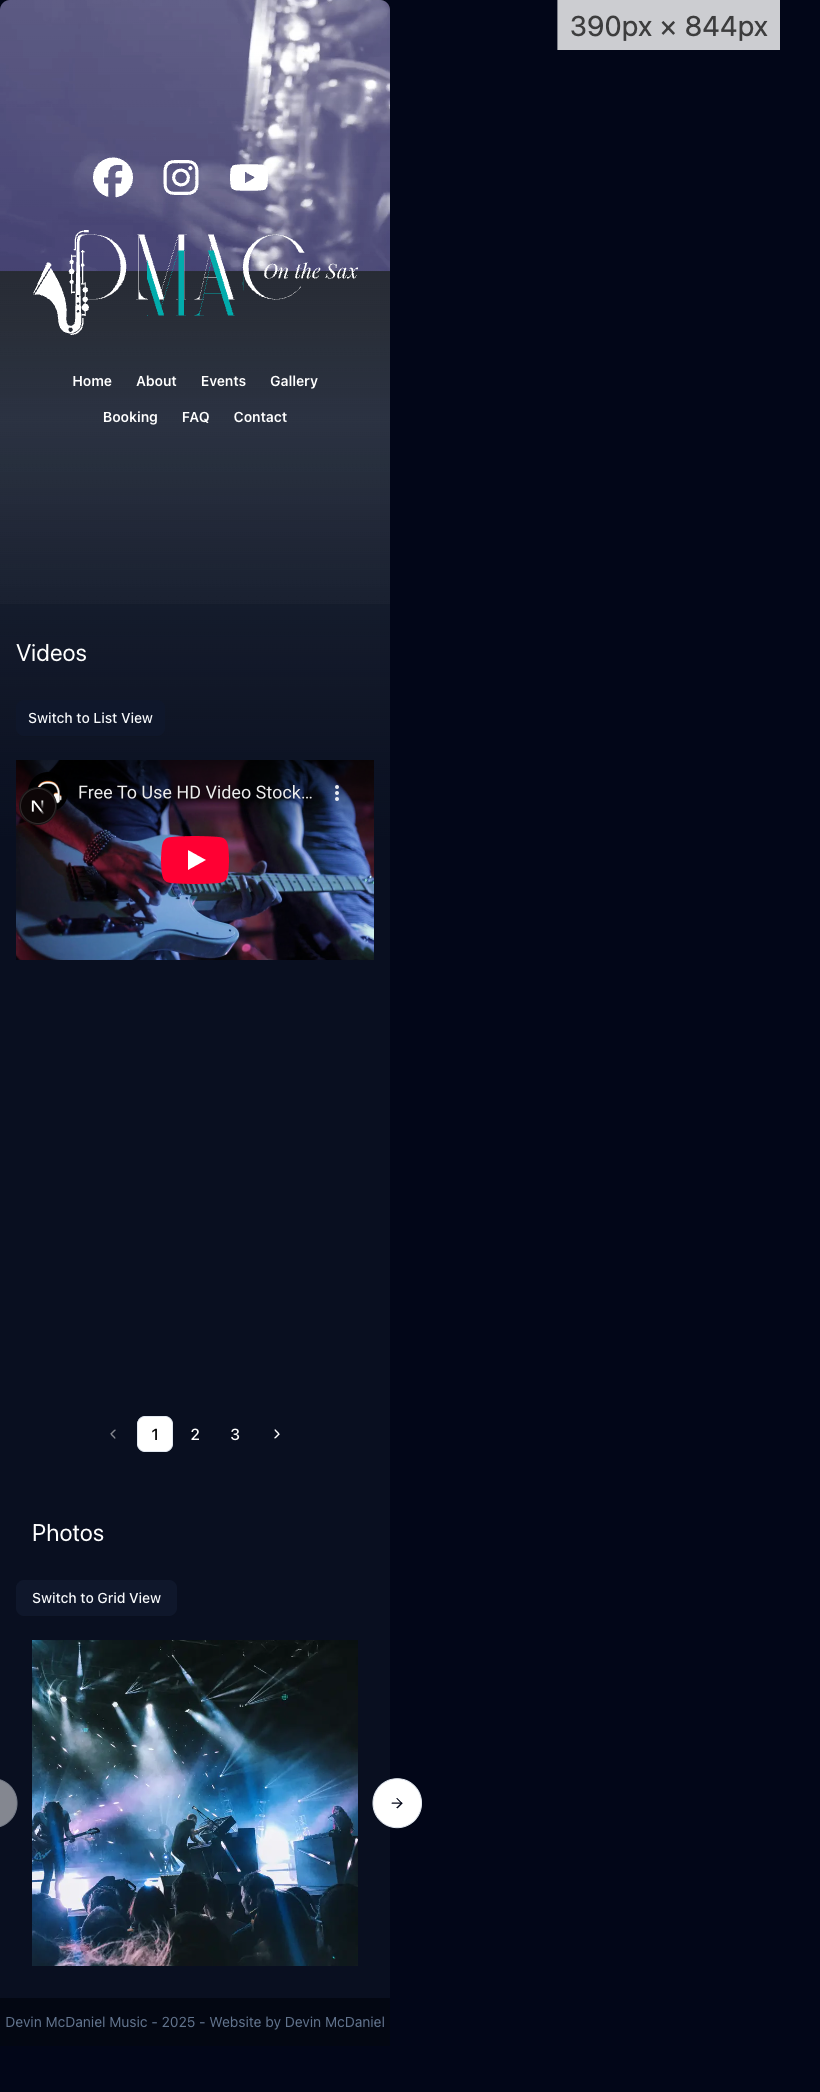 390px × 844px
DMAC
On the Sax
Home About Events Gallery
Booking FAQ Contact
Videos
Switch to List View
Free To Use HD Video Stock...
N
1 2 3
Photos
Switch to Grid View
Devin McDaniel Music - 2025 - Website by Devin McDaniel